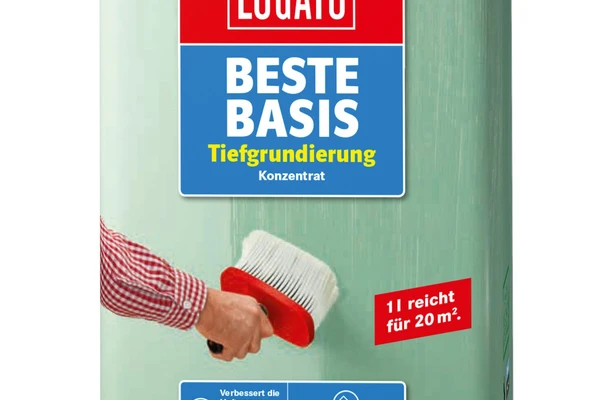 LUGATO
BESTE
BASIS
Tiefgrundierung
Konzentrat
1 l reicht
für 20 m².
Verbessert die